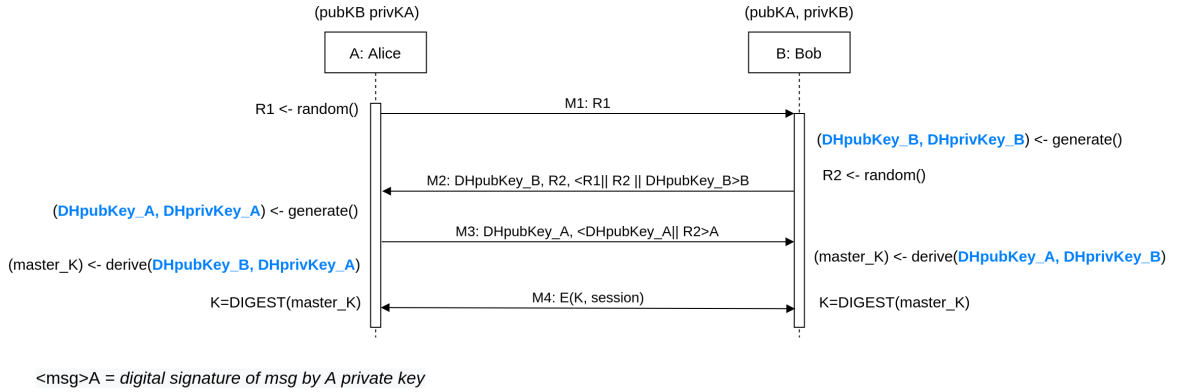 (pubKB privKA)
(pubKA, privKB)
A: Alice
B: Bob
R1 <- random()
M1: R1
(DHpubKey_B, DHprivKey_B) <- generate()
R2 <- random()
M2: DHpubKey_B, R2, <R1|| R2 || DHpubKey_B>B
(DHpubKey_A, DHprivKey_A) <- generate()
M3: DHpubKey_A, <DHpubKey_A|| R2>A
(master_K) <- derive(DHpubKey_B, DHprivKey_A)
(master_K) <- derive(DHpubKey_A, DHprivKey_B)
K=DIGEST(master_K)
M4: E(K, session)
K=DIGEST(master_K)
<msg>A = digital signature of msg by A private key